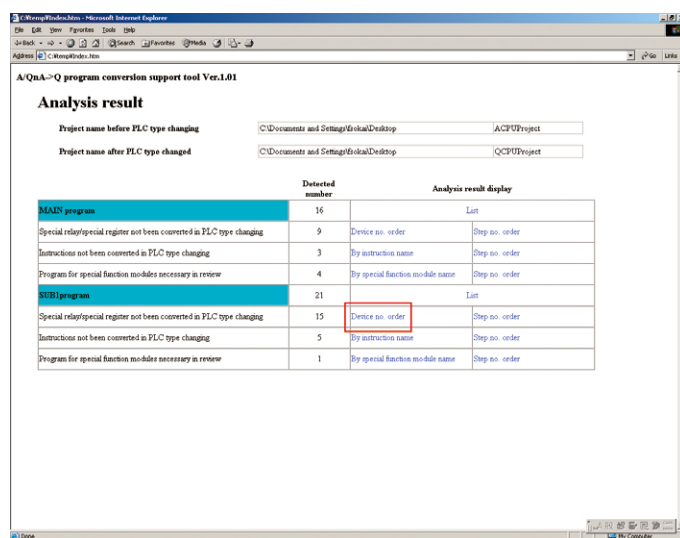 C:\temp\Index.htm - Microsoft Internet Explorer
File Edit View Favorites Tools Help
Back Search Favorites Media
Address C:\temp\Index.htm Go Links
A/QnA->Q program conversion support tool Ver.1.01
Analysis result
Project name before PLC type changing C:\Documents and Settings\ ACPUProject
Project name after PLC type changed C:\Documents and Settings\ QCPUProject
Detected number Analysis result display
MAIN program 16 List
Special relay/special register not been converted in PLC type changing 9 Device no. order Step no. order
Instructions not been converted in PLC type changing 3 By instruction name Step no. order
Program for special function modules necessary in review 4 By special function module name Step no. order
SUB1program 21 List
Special relay/special register not been converted in PLC type changing 15 Device no. order Step no. order
Instructions not been converted in PLC type changing 5 By instruction name Step no. order
Program for special function modules necessary in review 1 By special function module name Step no. order
Done My Computer